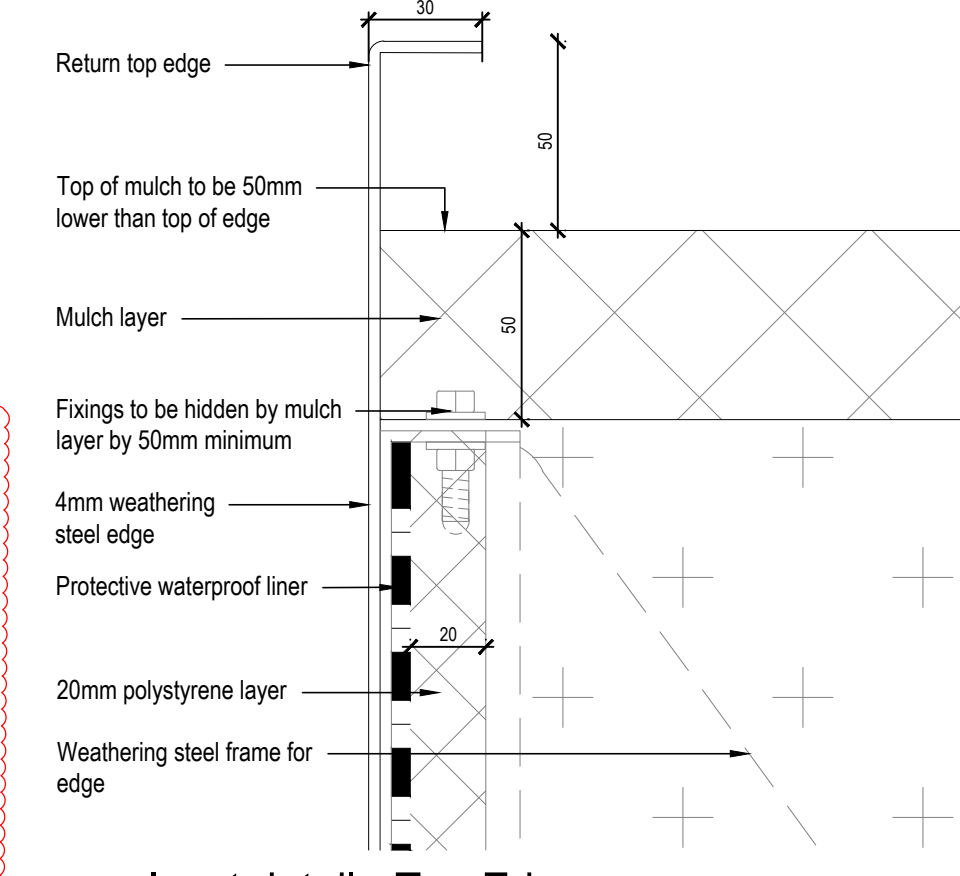 30
Return top edge
50
Top of mulch to be 50mm
lower than top of edge
Mulch layer
50
Fixings to be hidden by mulch
layer by 50mm minimum
4mm weathering
steel edge
Protective waterproof liner
20
20mm polystyrene layer
Weathering steel frame for
edge